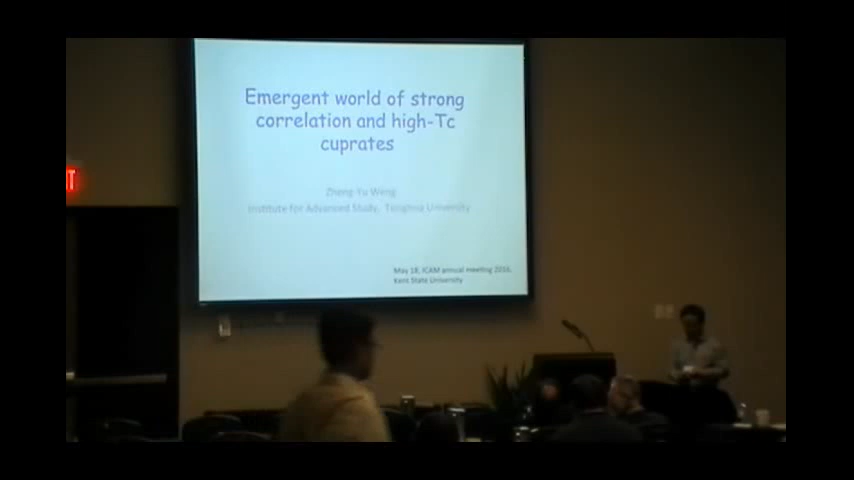 Emergent world of strong
correlation and high-Tc
cuprates
Zheng-Yu Weng
Institute for Advanced Study, Tsinghua University
May 18, ICAM annual meeting 2016,
Kent State University